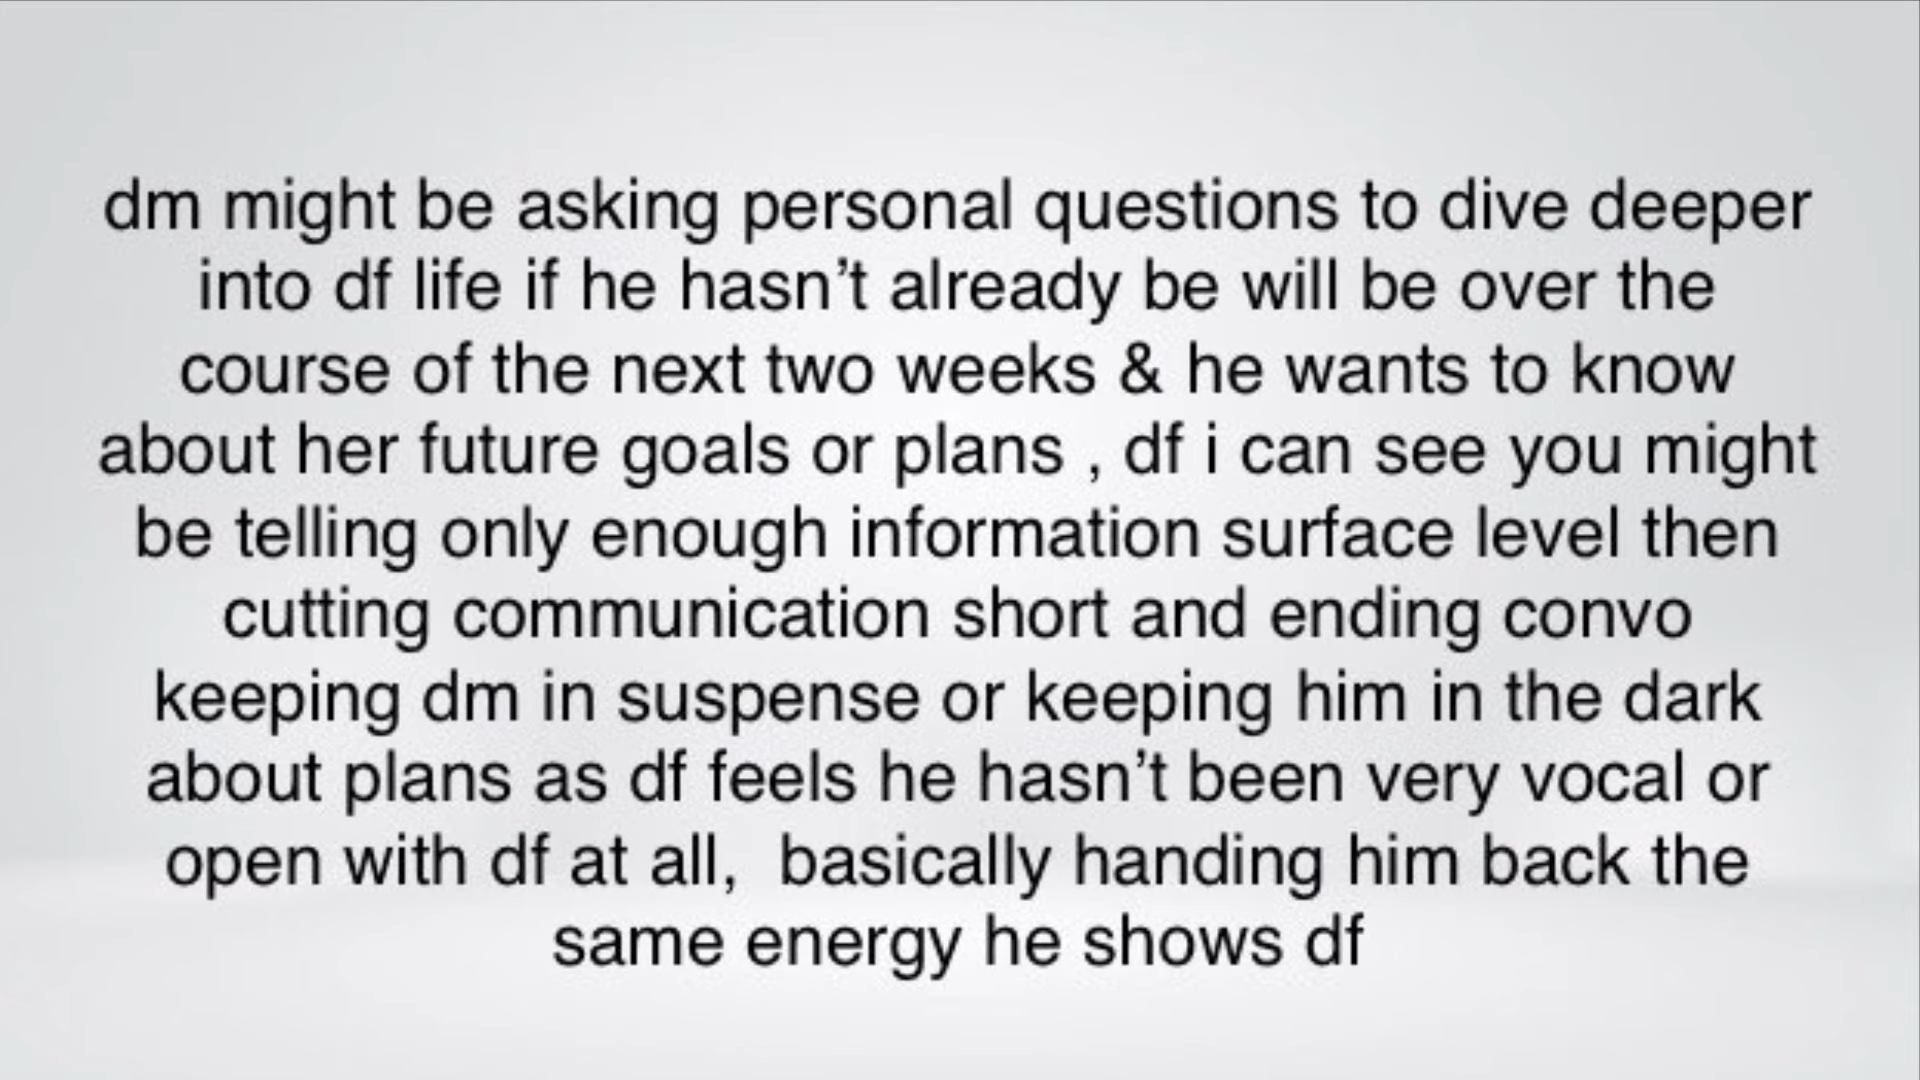 dm might be asking personal questions to dive deeper
into df life if he hasn’t already be will be over the
course of the next two weeks & he wants to know
about her future goals or plans , df i can see you might
be telling only enough information surface level then
cutting communication short and ending convo
keeping dm in suspense or keeping him in the dark
about plans as df feels he hasn’t been very vocal or
open with df at all,  basically handing him back the
same energy he shows df